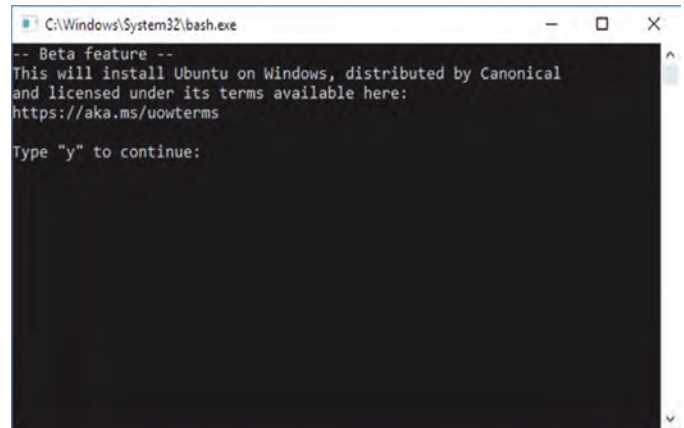 C:\Windows\System32\bash.exe
-- Beta feature --
This will install Ubuntu on Windows, distributed by Canonical
and licensed under its terms available here:
https://aka.ms/uowterms
Type "y" to continue: